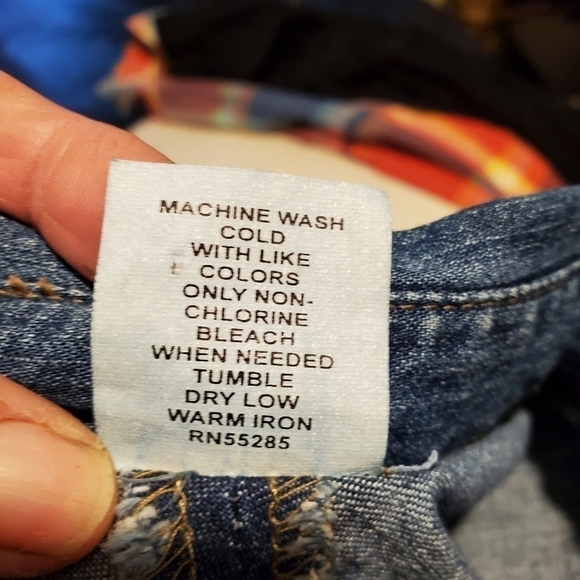 MACHINE WASH
COLD
WITH LIKE
COLORS
ONLY NON-
CHLORINE
BLEACH
WHEN NEEDED
TUMBLE
DRY LOW
WARM IRON
RN55285